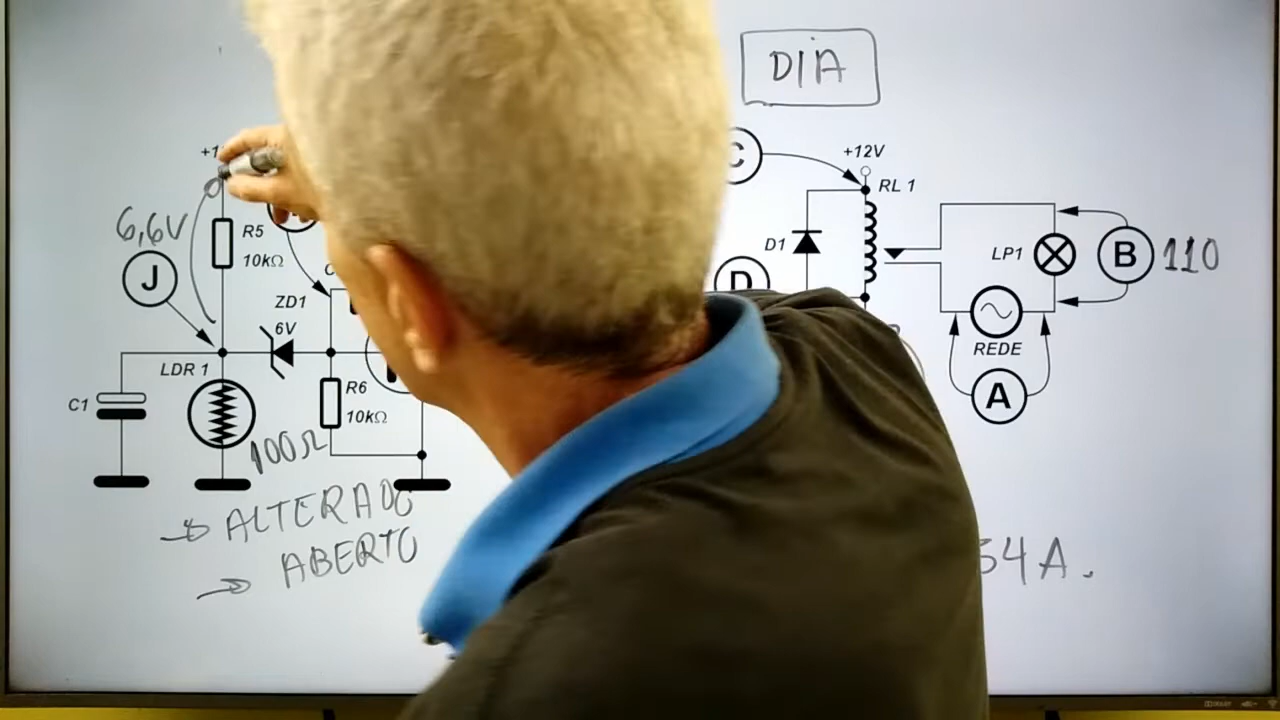 DIA
+12V
RL 1
6,6V
R5
10kΩ
J
D1
D
LP1
B
110
ZD1
6V
REDE
LDR 1
C1
R6
10kΩ
A
100Ω
ALTERADO
ABERTO
34A.